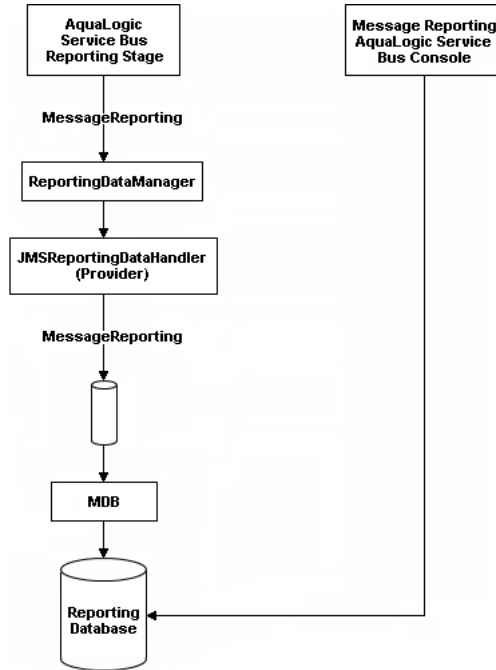 AquaLogic
Service Bus
Reporting Stage
Message Reporting
AquaLogic Service
Bus Console
MessageReporting
ReportingDataManager
JMSReportingDataHandler
(Provider)
MessageReporting
MDB
Reporting
Database